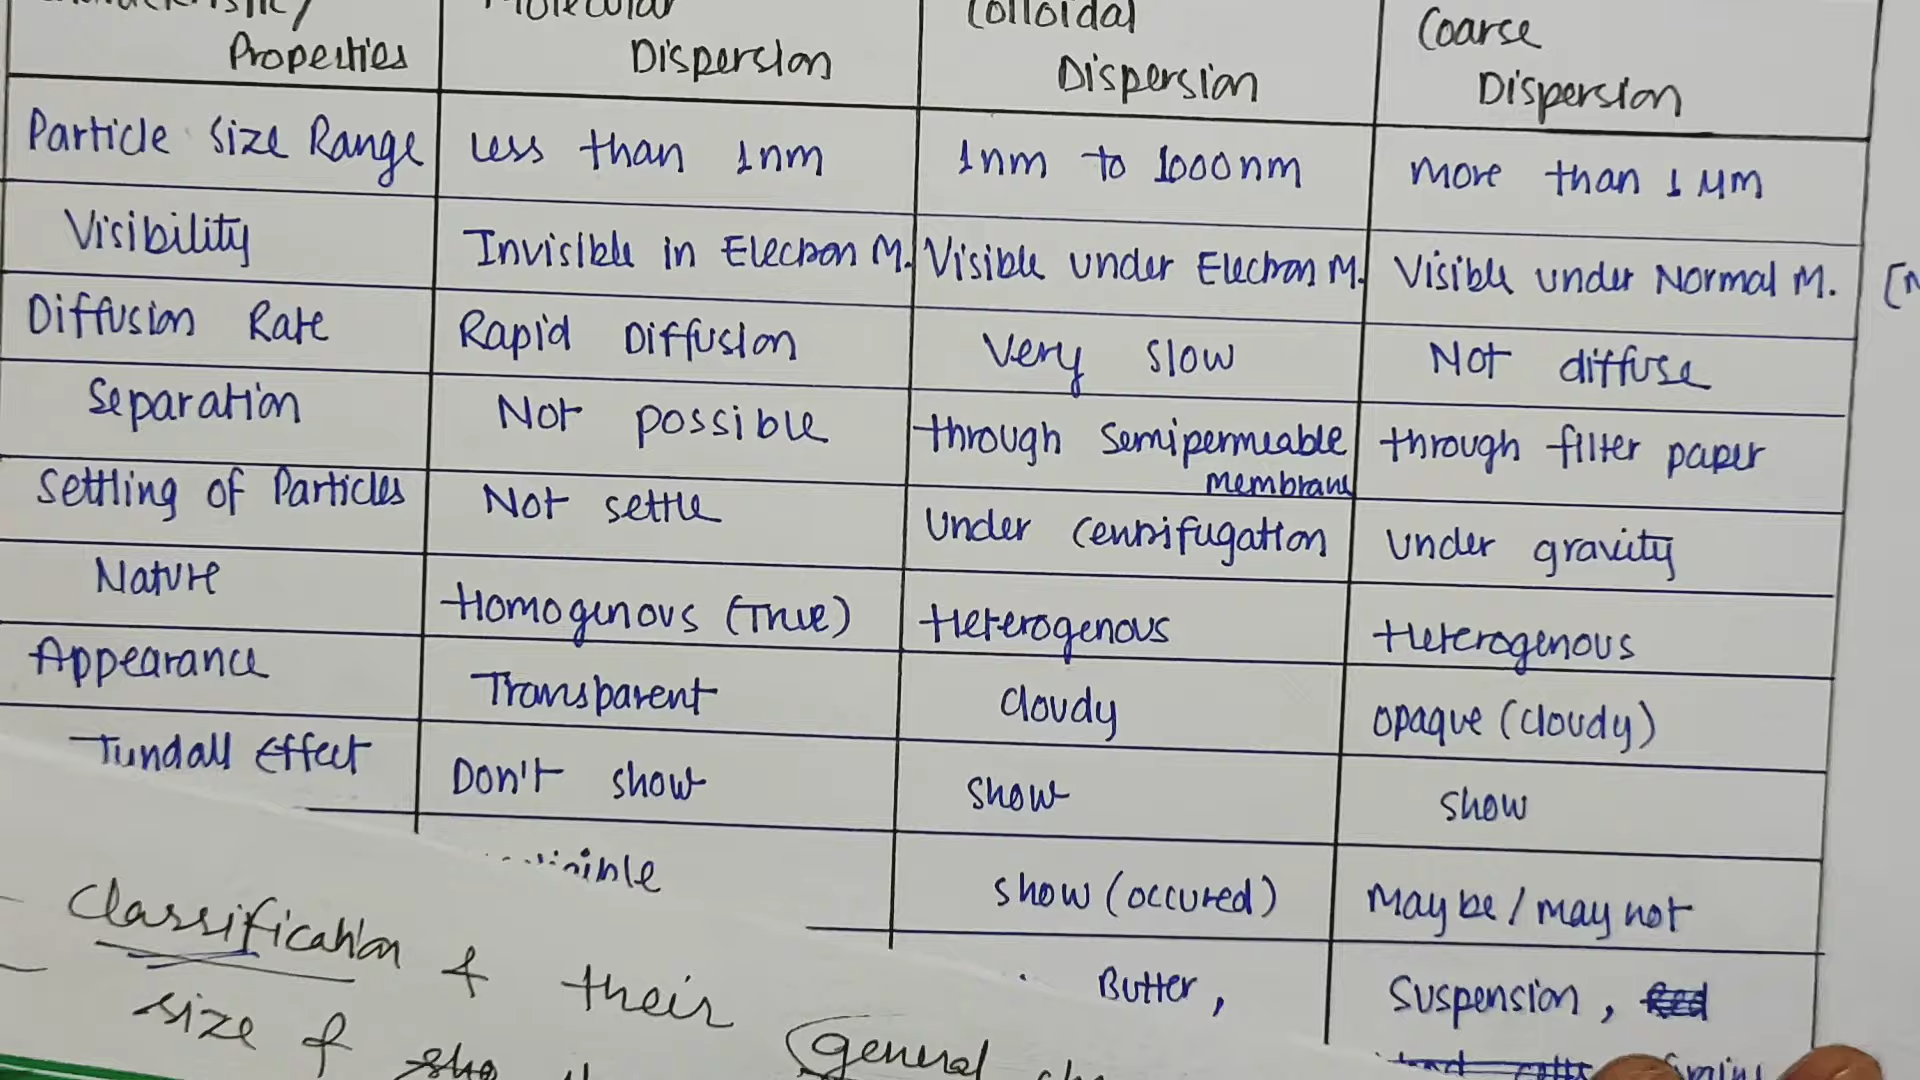 Properties Dispersion
Colloidal
Dispersion
Coarse
Dispersion
Particle Size Range Less than 1nm 1nm to 1000nm More than 1 µm
Visibility Invisible in Electron M. Visible under Electron M. Visible under Normal M.
Diffusion Rate Rapid Diffusion Very slow Not diffuse
Separation Not possible through semipermeable through filter paper
membrane
Settling of Particles Not settle Under centrifugation Under gravity
Nature Homogenous (True) Heterogenous Heterogenous
Appearance Transparent cloudy opaque (cloudy)
Tundall Effect Don't show show show
show (occured) May be / may not
Butter, Suspension,
Classification & their general
size &